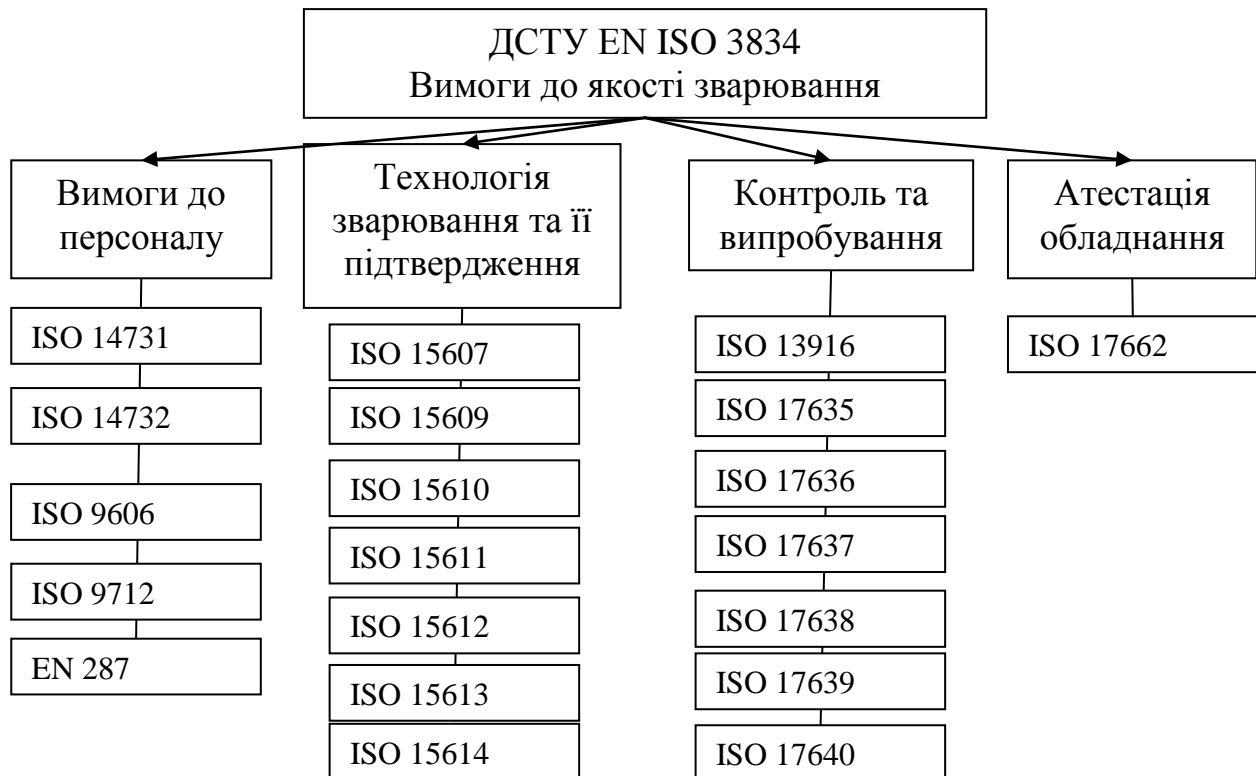 ДСТУ EN ISO 3834
Вимоги до якості зварювання
Вимоги до
персоналу
ISO 14731
ISO 14732
ISO 9606
ISO 9712
EN 287
Технологія
зварювання та її
підтвердження
ISO 15607
ISO 15609
ISO 15610
ISO 15611
ISO 15612
ISO 15613
ISO 15614
Контроль та
випробування
ISO 13916
ISO 17635
ISO 17636
ISO 17637
ISO 17638
ISO 17639
ISO 17640
Атестація
обладнання
ISO 17662